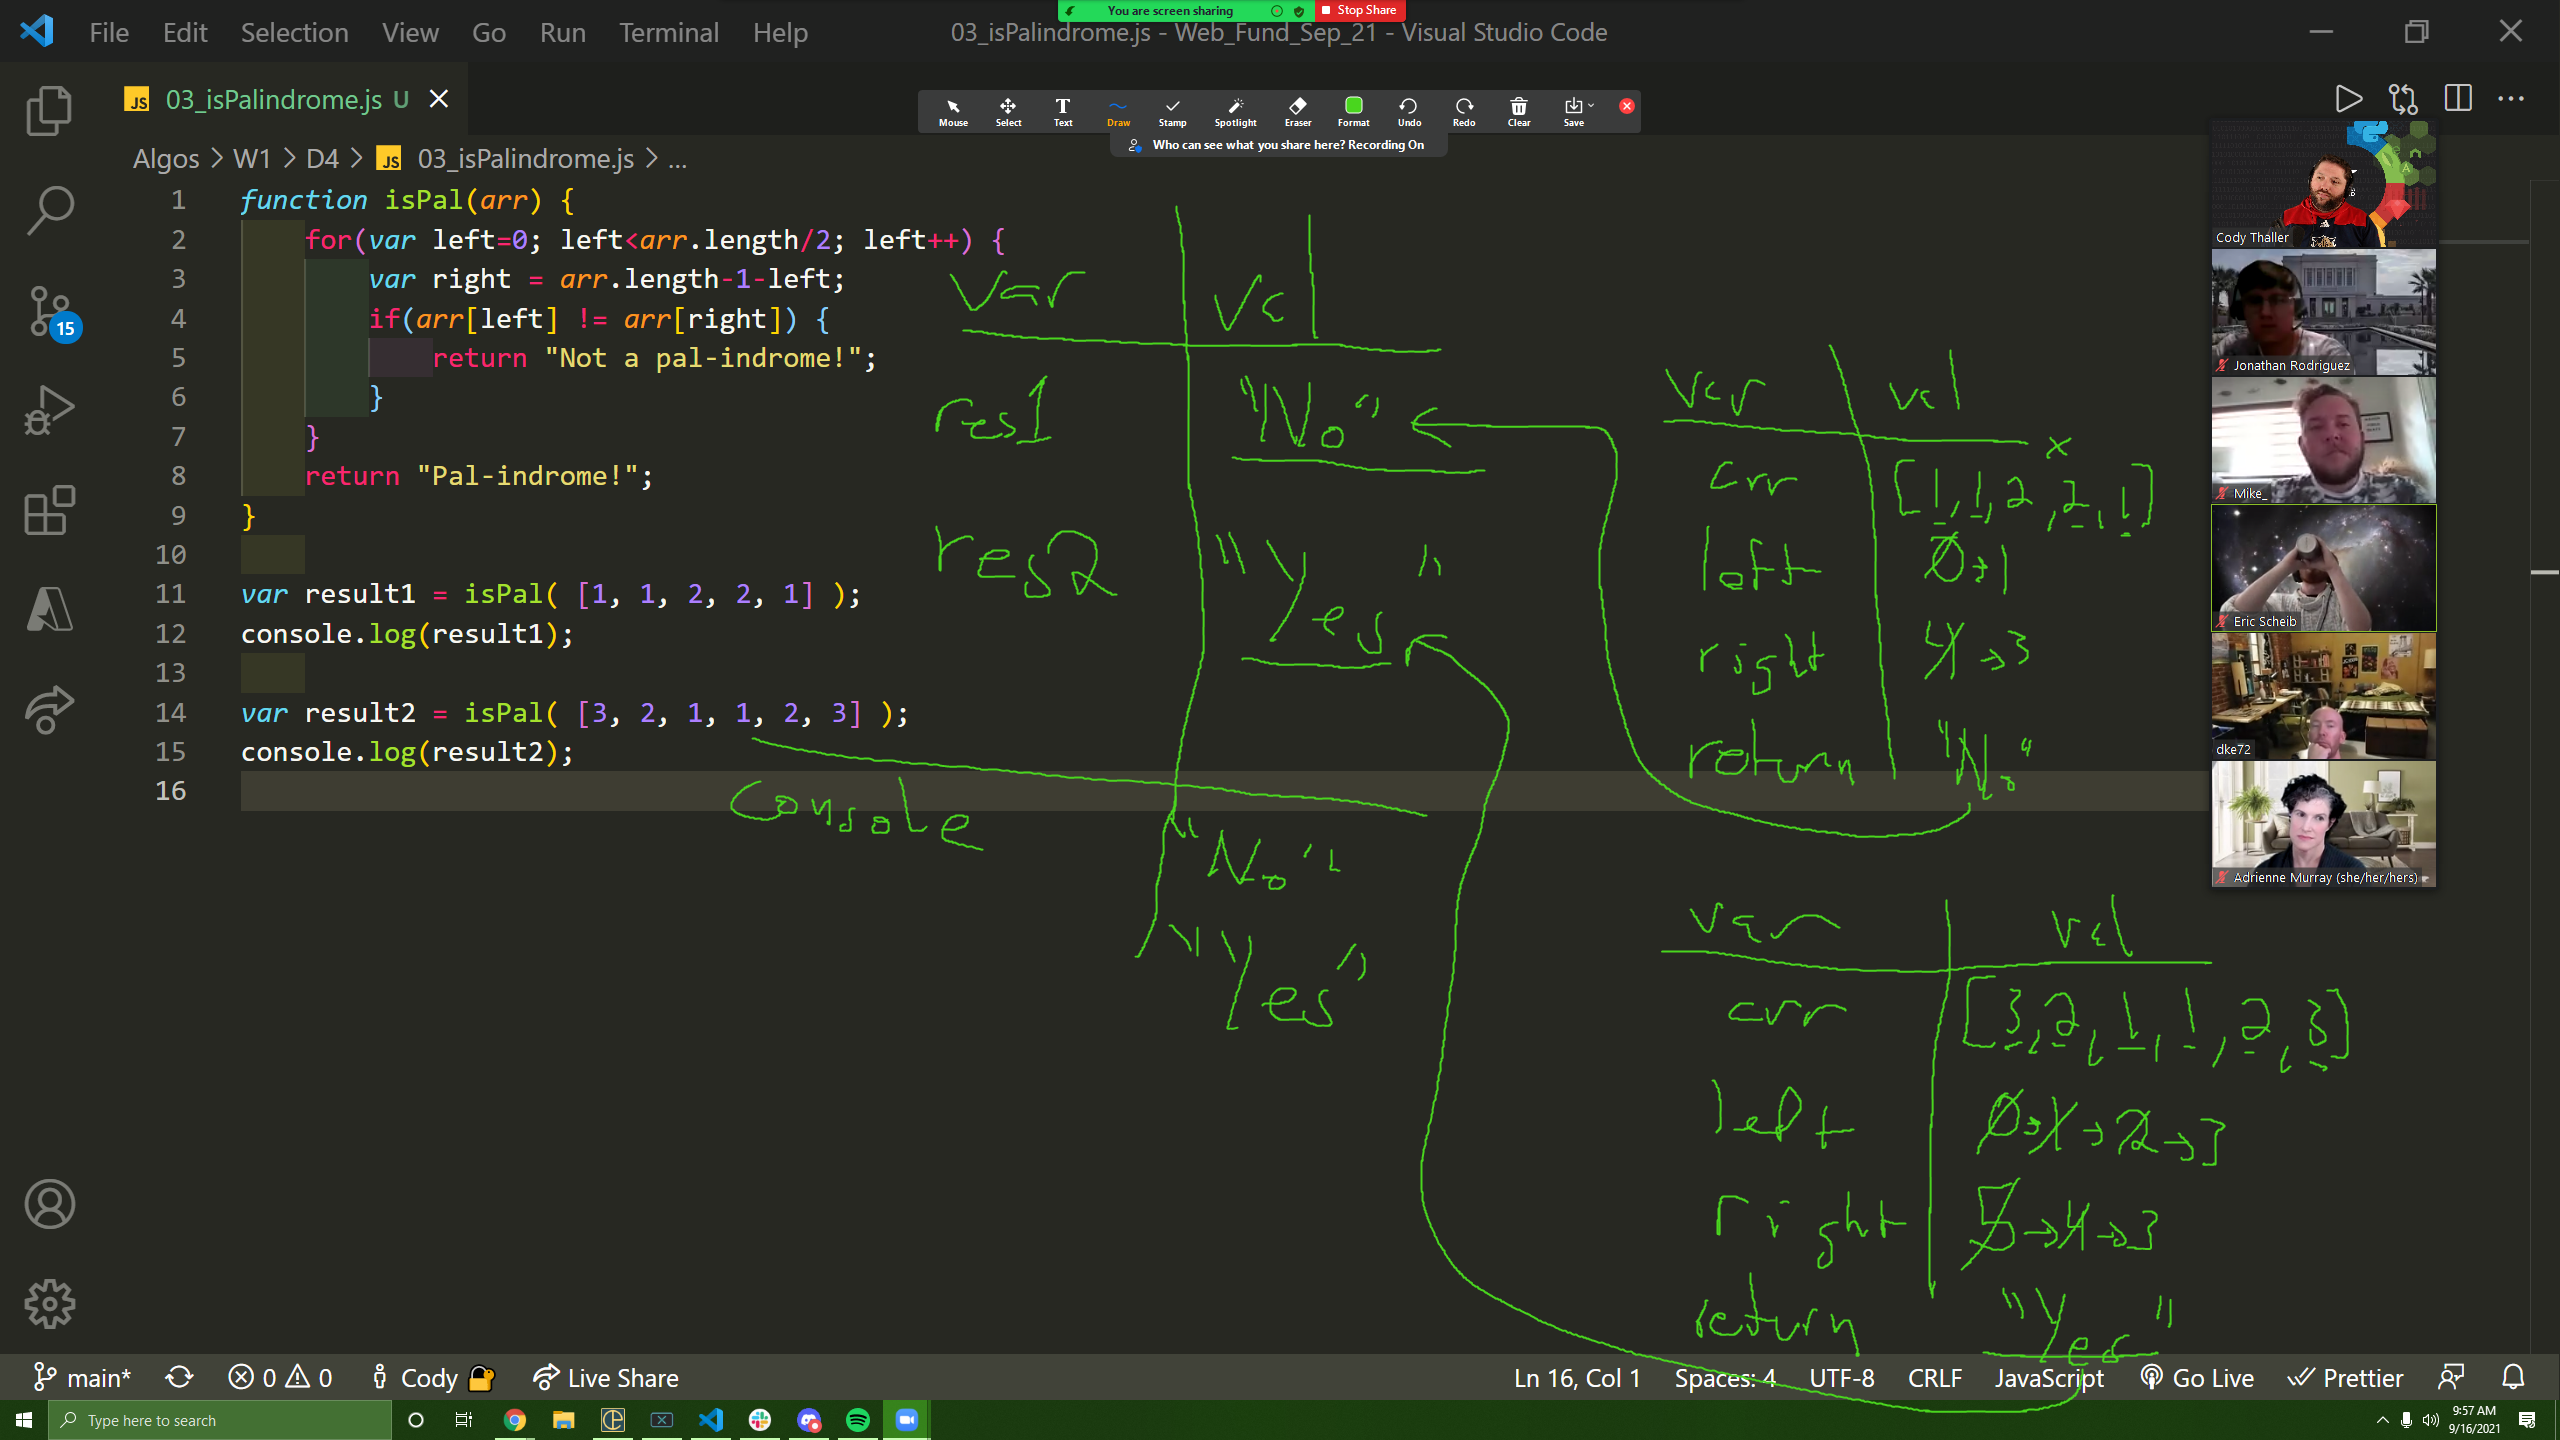 You are screen sharing
Stop Share
File Edit Selection View Go Run Terminal Help
03_isPalindrome.js - Web_Fund_Sep_21 - Visual Studio Code
JS 03_isPalindrome.js U
Mouse Select Text Draw Stamp Spotlight Eraser Format Undo Redo Clear Save
Who can see what you share here? Recording On
Algos > W1 > D4 > JS 03_isPalindrome.js > ...
1 function isPal(arr) {
2 for(var left=0; left<arr.length/2; left++) {
3 var right = arr.length-1-left;
4 if(arr[left] != arr[right]) {
5 return "Not a pal-indrome!";
6 }
7 }
8 return "Pal-indrome!";
9 }
10
11 var result1 = isPal( [1, 1, 2, 2, 1] );
12 console.log(result1);
13
14 var result2 = isPal( [3, 2, 1, 1, 2, 3] );
15 console.log(result2);
16
15
var val
res1 "No"
res2 "Yes"
Console
"No"
"Yes"
var val
x
arr [1, 1, 2, 2, 1]
left 0→1
right 4→3
return "No"
var val
arr [3, 2, 1, 1, 2, 3]
left 0→1→2→3
right 5→4→3
return "Yes"
Cody Thaller
Jonathan Rodriguez
Mike_
Eric Scheib
dke72
Adrienne Murray (she/her/hers)
main* 0 0 Cody Live Share
Ln 16, Col 1 Spaces: 4 UTF-8 CRLF JavaScript Go Live Prettier
Type here to search
9:57 AM
9/16/2021